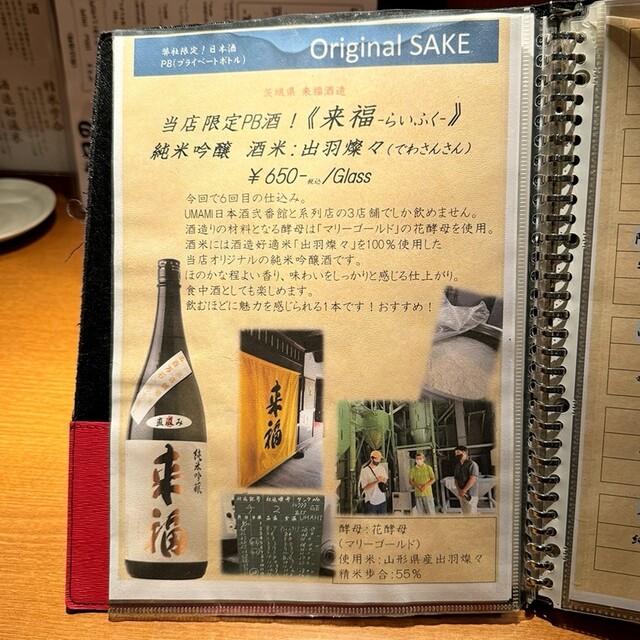 弊社限定！日本酒
PB(プライベートボトル)
Original SAKE
茨城県 来福酒造
当店限定PB酒！《来福-らいふく-》
純米吟醸 酒米：出羽燦々(でわさんさん)
￥650-税込/Glass
今回で6回目の仕込み。
UMAMI日本酒弐番館と系列店の3店舗でしか飲めません。
酒造りの材料となる酵母は「マリーゴールド」の花酵母を使用。
酒米には酒造好適米「出羽燦々」を100%使用した
当店オリジナルの純米吟醸酒です。
ほのかな程よい香り、味わいをしっかりと感じる仕上がり。
食中酒としても楽しめます。
飲むほどに魅力を感じられる1本です！おすすめ！
来福
直汲み
純米吟醸
来福
UMAMI
酵母：花酵母
(マリーゴールド)
使用米：山形県産出羽燦々
精米歩合：55%